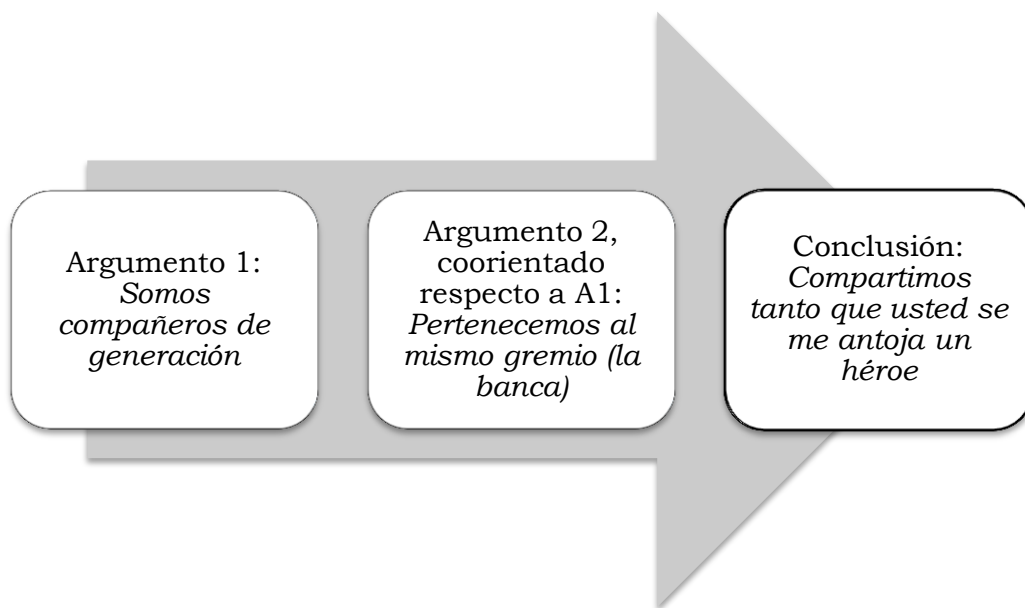 Argumento 1:
Somos
compañeros de
generación
Argumento 2,
coorientado
respecto a A1:
Pertenecemos al
mismo gremio (la
banca)
Conclusión:
Compartimos
tanto que usted se
me antoja un
héroe